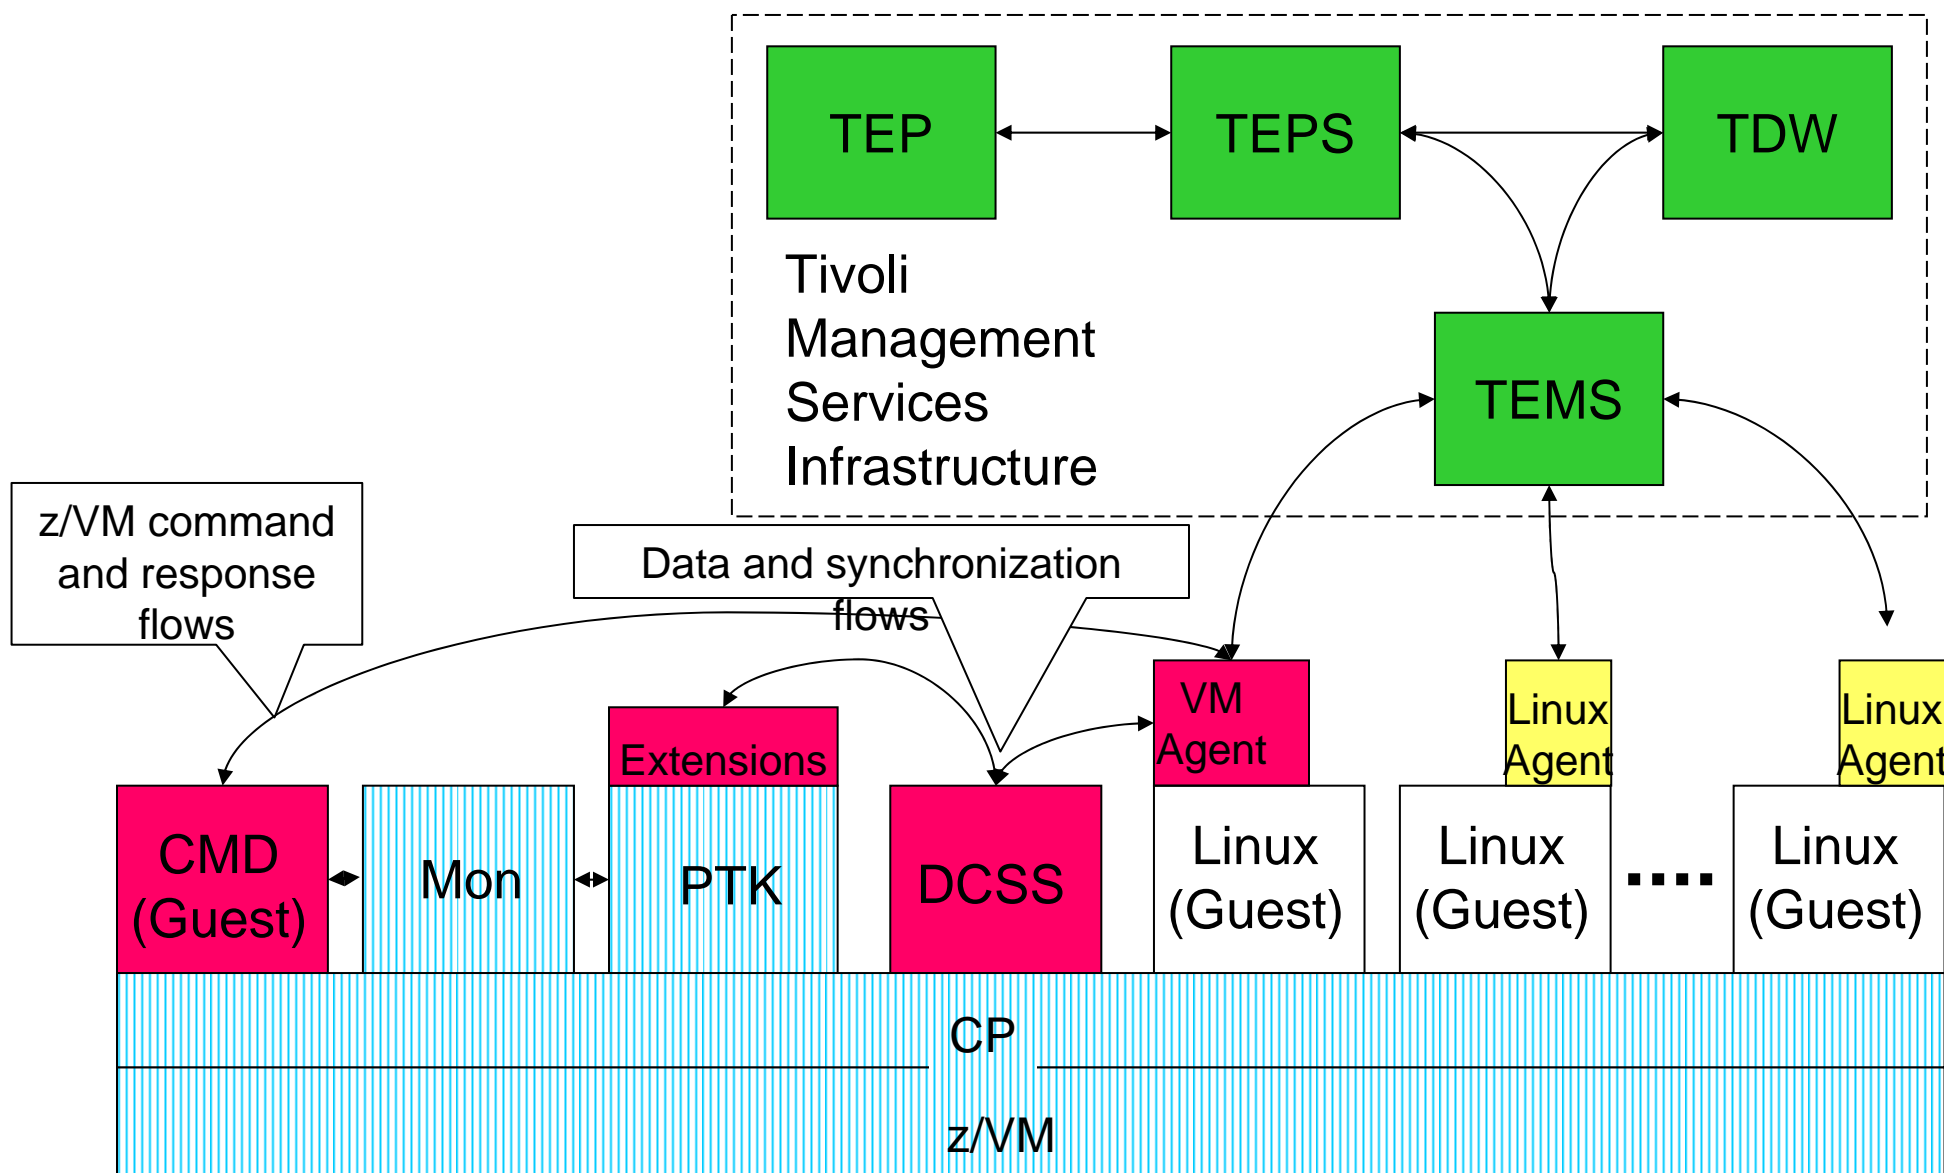 TEP
TEPS
TDW
Tivoli
Management
Services
Infrastructure
TEMS
z/VM command
and response
flows
Data and synchronization
flows
VM
Agent
Linux
Agent
Linux
Agent
Extensions
CMD
(Guest)
Mon
PTK
DCSS
Linux
(Guest)
Linux
(Guest)
Linux
(Guest)
CP
z/VM